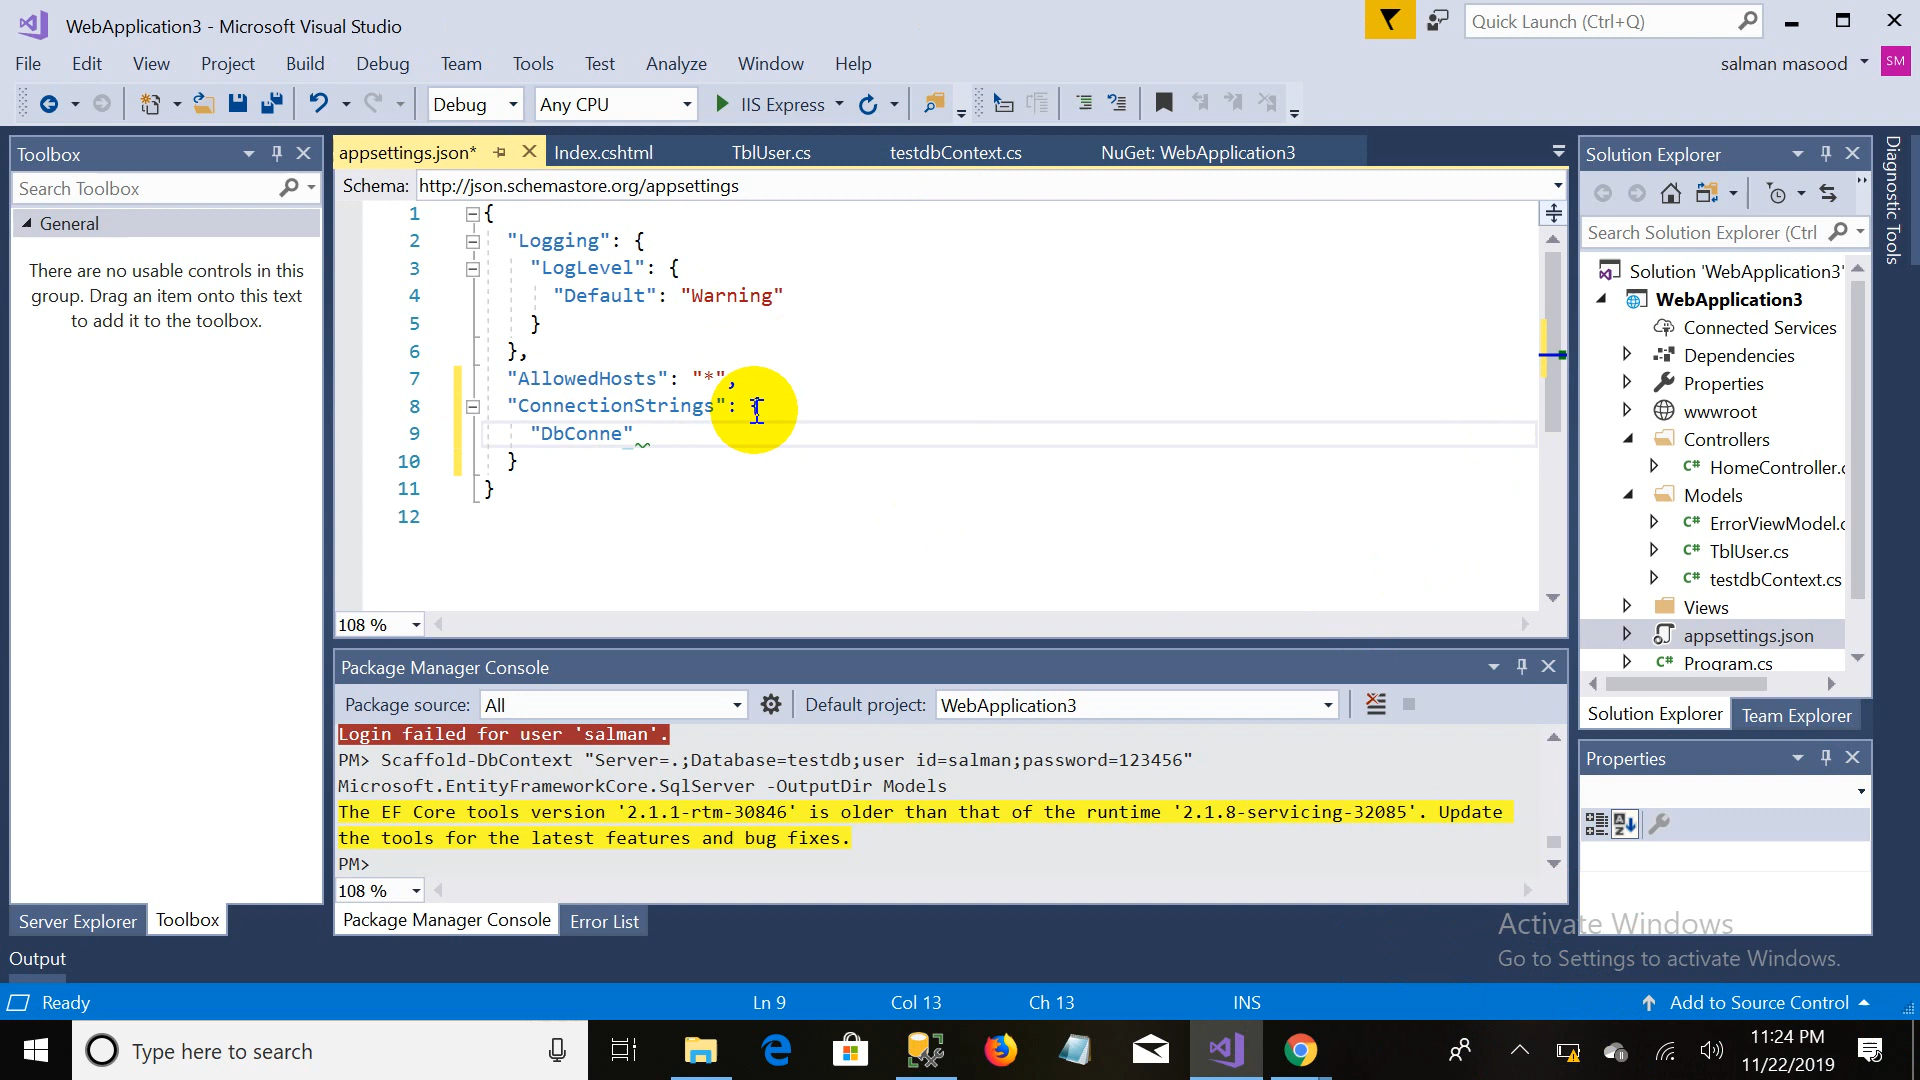 WebApplication3 - Microsoft Visual Studio
Quick Launch (Ctrl+Q)
File Edit View Project Build Debug Team Tools Test Analyze Window Help
salman masood SM
Debug Any CPU IIS Express
Toolbox
Search Toolbox
General
There are no usable controls in this
group. Drag an item onto this text
to add it to the toolbox.
Server Explorer Toolbox
appsettings.json* Index.cshtml TblUser.cs testdbContext.cs NuGet: WebApplication3
Schema: http://json.schemastore.org/appsettings
1 {
2 "Logging": {
3 "LogLevel": {
4 "Default": "Warning"
5 }
6 },
7 "AllowedHosts": "*",
8 "ConnectionStrings": {
9 "DbConne"
10 }
11 }
12
108 %
Package Manager Console
Package source: All Default project: WebApplication3
Login failed for user 'salman'.
PM> Scaffold-DbContext "Server=.;Database=testdb;user id=salman;password=123456"
Microsoft.EntityFrameworkCore.SqlServer -OutputDir Models
The EF Core tools version '2.1.1-rtm-30846' is older than that of the runtime '2.1.8-servicing-32085'. Update
the tools for the latest features and bug fixes.
PM>
108 %
Package Manager Console Error List
Solution Explorer
Search Solution Explorer (Ctrl
Solution 'WebApplication3'
WebApplication3
Connected Services
Dependencies
Properties
wwwroot
Controllers
C# HomeController.c
Models
C# ErrorViewModel.c
C# TblUser.cs
C# testdbContext.cs
Views
appsettings.json
C# Program.cs
Solution Explorer Team Explorer
Properties
Diagnostic Tools
Activate Windows
Go to Settings to activate Windows.
Output
Ready Ln 9 Col 13 Ch 13 INS Add to Source Control
Type here to search
11:24 PM
11/22/2019